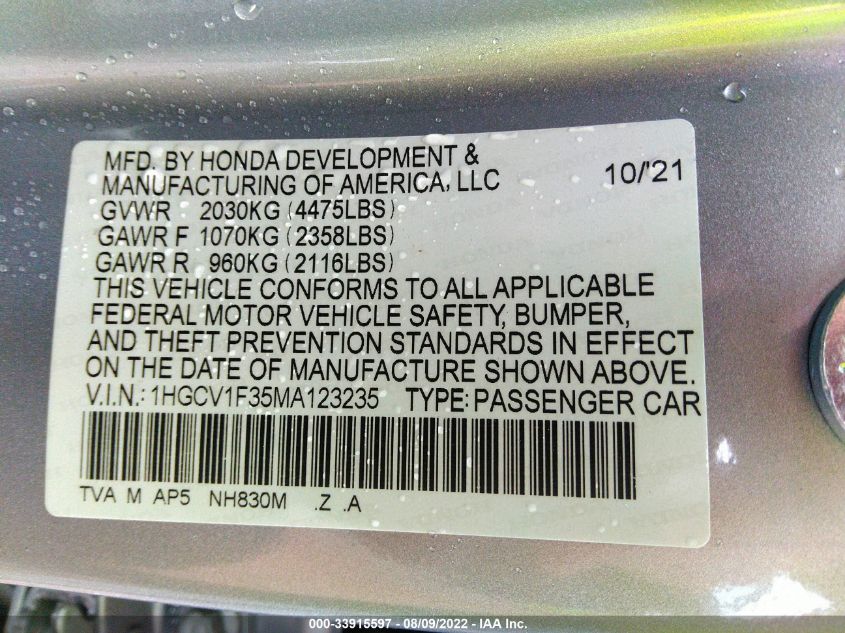 MFD. BY HONDA DEVELOPMENT &
MANUFACTURING OF AMERICA, LLC 10/'21
GVWR 2030KG (4475LBS)
GAWR F 1070KG (2358LBS)
GAWR R 960KG (2116LBS)
THIS VEHICLE CONFORMS TO ALL APPLICABLE
FEDERAL MOTOR VEHICLE SAFETY, BUMPER,
AND THEFT PREVENTION STANDARDS IN EFFECT
ON THE DATE OF MANUFACTURE SHOWN ABOVE.
V.I.N.: 1HGCV1F35MA123235 TYPE: PASSENGER CAR
TVA M AP5 NH830M .Z .A
000-33915597 - 08/09/2022 - IAA Inc.